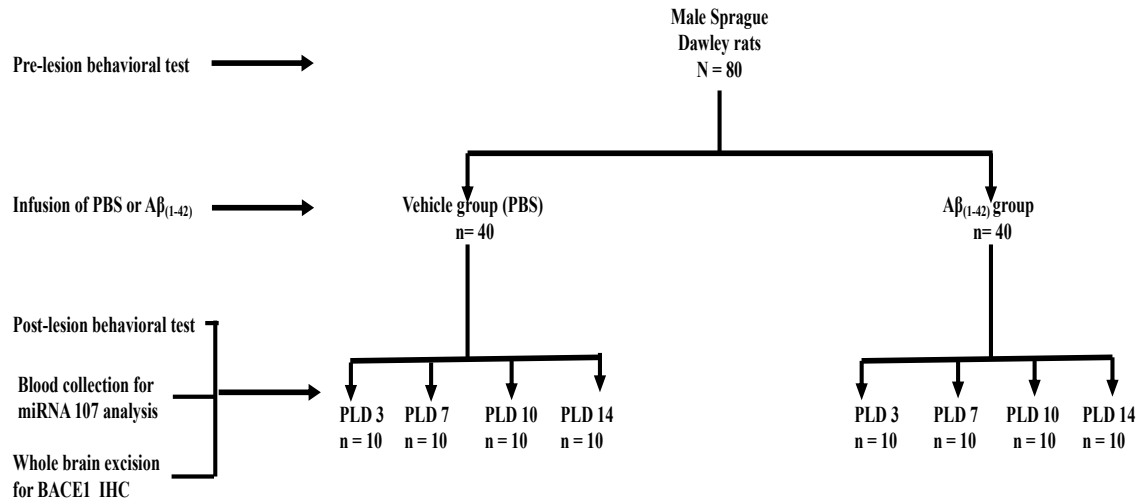 Male Sprague
Dawley rats
N = 80
Pre-lesion behavioral test
Infusion of PBS or Aβ(1-42)
Vehicle group (PBS)
n= 40
Aβ(1-42) group
n= 40
Post-lesion behavioral test
Blood collection for
miRNA 107 analysis
Whole brain excision
for BACE1 IHC
PLD 3
n = 10
PLD 7
n = 10
PLD 10
n = 10
PLD 14
n = 10
PLD 3
n = 10
PLD 7
n = 10
PLD 10
n = 10
PLD 14
n = 10